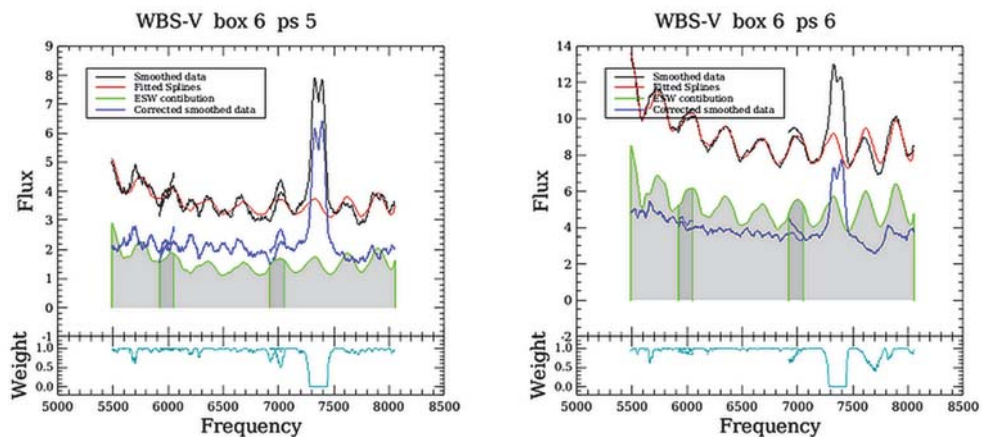 WBS-V box 6 ps 5
9
8
7
6
5
4
3
2
1
0
-1
Flux
Smoothed data
Fitted Splines
ESW contibution
Corrected smoothed data
1.0
0.5
0.0
Weight
5000 5500 6000 6500 7000 7500 8000 8500
Frequency
WBS-V box 6 ps 6
14
12
10
8
6
4
2
0
-2
Flux
Smoothed data
Fitted Splines
ESW contibution
Corrected smoothed data
1.0
0.5
0.0
Weight
5000 5500 6000 6500 7000 7500 8000 8500
Frequency